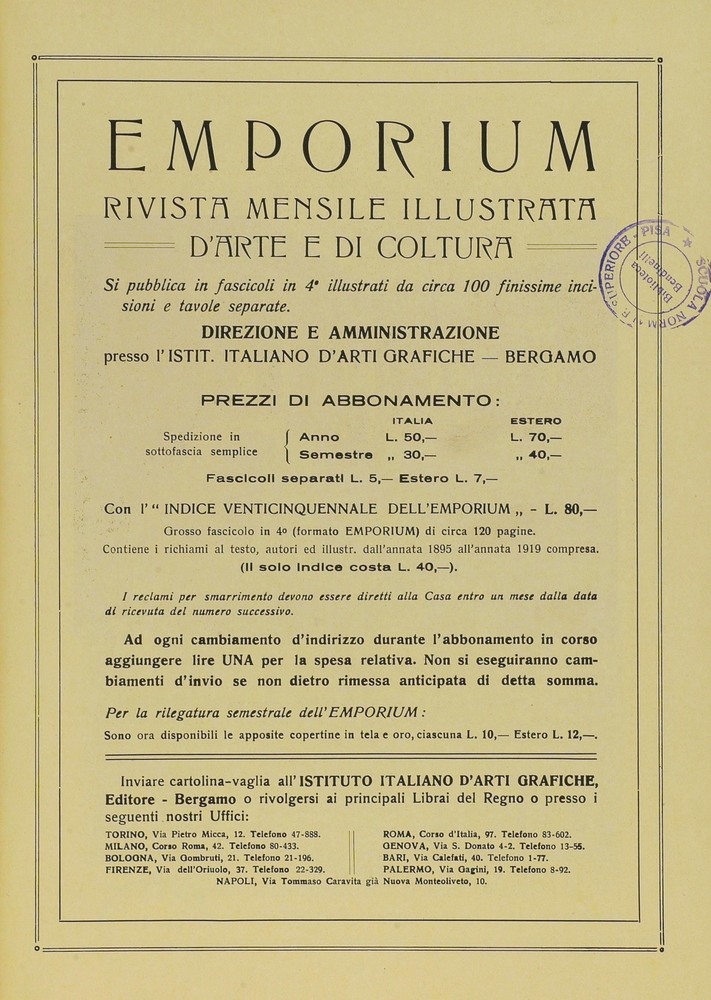 EMPORIUM
RIVISTA MENSILE ILLUSTRATA
D'ARTE E DI COLTURA
Si pubblica in fascicoli in 4° illustrati da circa 100 finissime inci-
sioni e tavole separate.
DIREZIONE E AMMINISTRAZIONE
presso l'ISTIT. ITALIANO D'ARTI GRAFICHE — BERGAMO
PREZZI DI ABBONAMENTO:
ITALIA ESTERO
Spedizione in sottofascia semplice
Anno L. 50,— L. 70,—
Semestre „ 30,— „ 40,—
Fascicoli separati L. 5,— Estero L. 7,—
Con l' “ INDICE VENTICINQUENNALE DELL'EMPORIUM „ - L. 80,—
Grosso fascicolo in 4o (formato EMPORIUM) di circa 120 pagine.
Contiene i richiami al testo, autori ed illustr. dall'annata 1895 all'annata 1919 compresa.
(Il solo Indice costa L. 40,—).
I reclami per smarrimento devono essere diretti alla Casa entro un mese dalla data
di ricevuta del numero successivo.
Ad ogni cambiamento d'indirizzo durante l'abbonamento in corso
aggiungere lire UNA per la spesa relativa. Non si eseguiranno cam-
biamenti d'invio se non dietro rimessa anticipata di detta somma.
Per la rilegatura semestrale dell'EMPORIUM :
Sono ora disponibili le apposite copertine in tela e oro, ciascuna L. 10,— Estero L. 12,—.
Inviare cartolina-vaglia all'ISTITUTO ITALIANO D'ARTI GRAFICHE,
Editore - Bergamo o rivolgersi ai principali Librai del Regno o presso i
seguenti nostri Uffici:
TORINO, Via Pietro Micca, 12. Telefono 47-888.
MILANO, Corso Roma, 42. Telefono 80-433.
BOLOGNA, Via Gombruti, 21. Telefono 21-196.
FIRENZE, Via dell'Oriuolo, 37. Telefono 22-329.
ROMA, Corso d'Italia, 97. Telefono 83-602.
GENOVA, Via S. Donato 4-2. Telefono 13-55.
BARI, Via Calefati, 40. Telefono 1-77.
PALERMO, Via Gagini, 19. Telefono 8-92.
NAPOLI, Via Tommaso Caravita già Nuova Monteoliveto, 10.
SCUOLA NORMALE SUPERIORE - PISA
Biblioteca